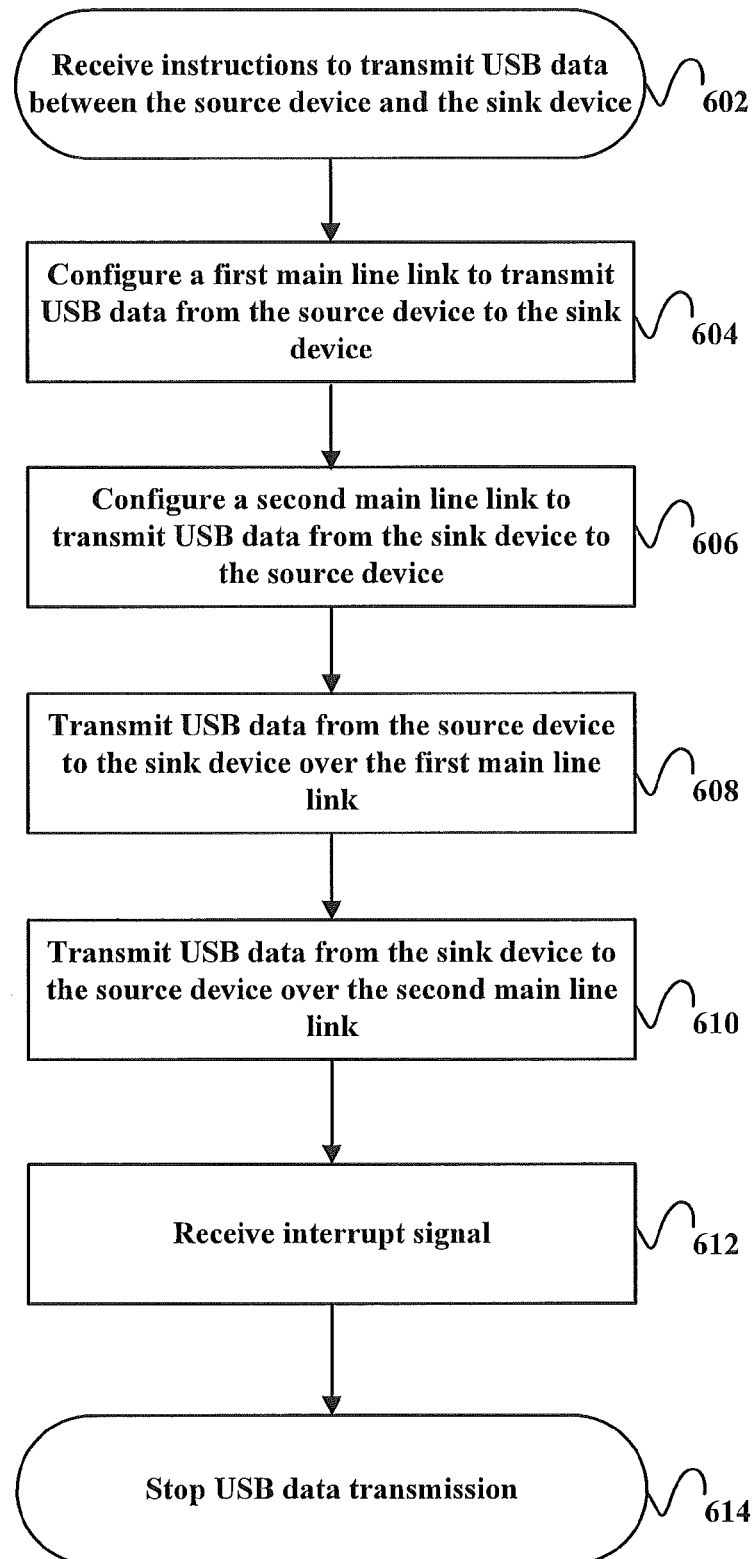 Receive instructions to transmit USB data
between the source device and the sink device
602
Configure a first main line link to transmit
USB data from the source device to the sink
device
604
Configure a second main line link to
transmit USB data from the sink device to
the source device
606
Transmit USB data from the source device
to the sink device over the first main line
link
608
Transmit USB data from the sink device to
the source device over the second main line
link
610
Receive interrupt signal
612
Stop USB data transmission
614